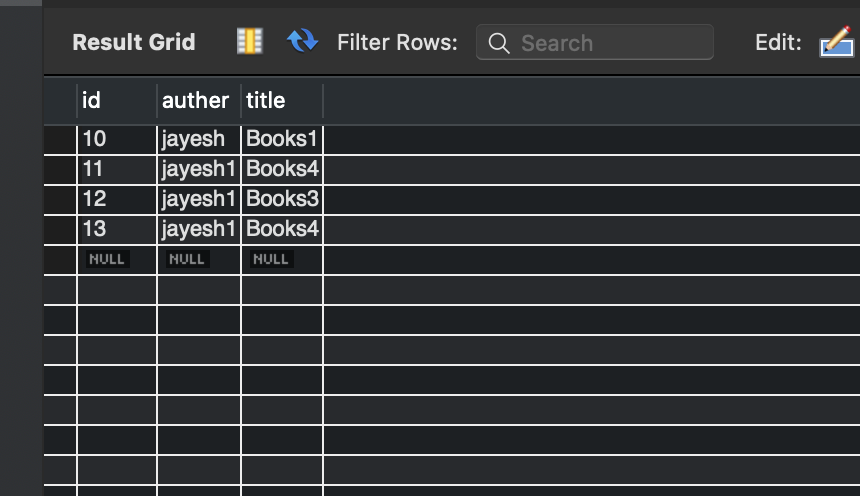 Result Grid Filter Rows: Search Edit:
id auther title
10 jayesh Books1
11 jayesh1 Books4
12 jayesh1 Books3
13 jayesh1 Books4
NULL NULL NULL